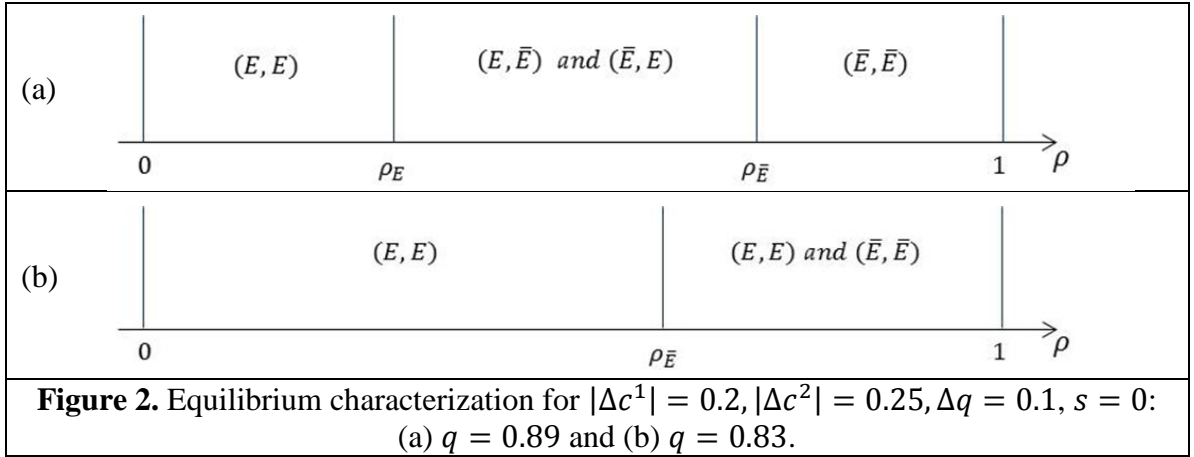 (E, E) (E, Ē) and (Ē, E) (Ē, Ē)
(a)
0 ρ_E ρ_Ē 1 ρ
(E, E) (E, E) and (Ē, Ē)
(b)
0 ρ_Ē 1 ρ
Figure 2. Equilibrium characterization for |Δc¹| = 0.2, |Δc²| = 0.25, Δq = 0.1, s = 0:
(a) q = 0.89 and (b) q = 0.83.